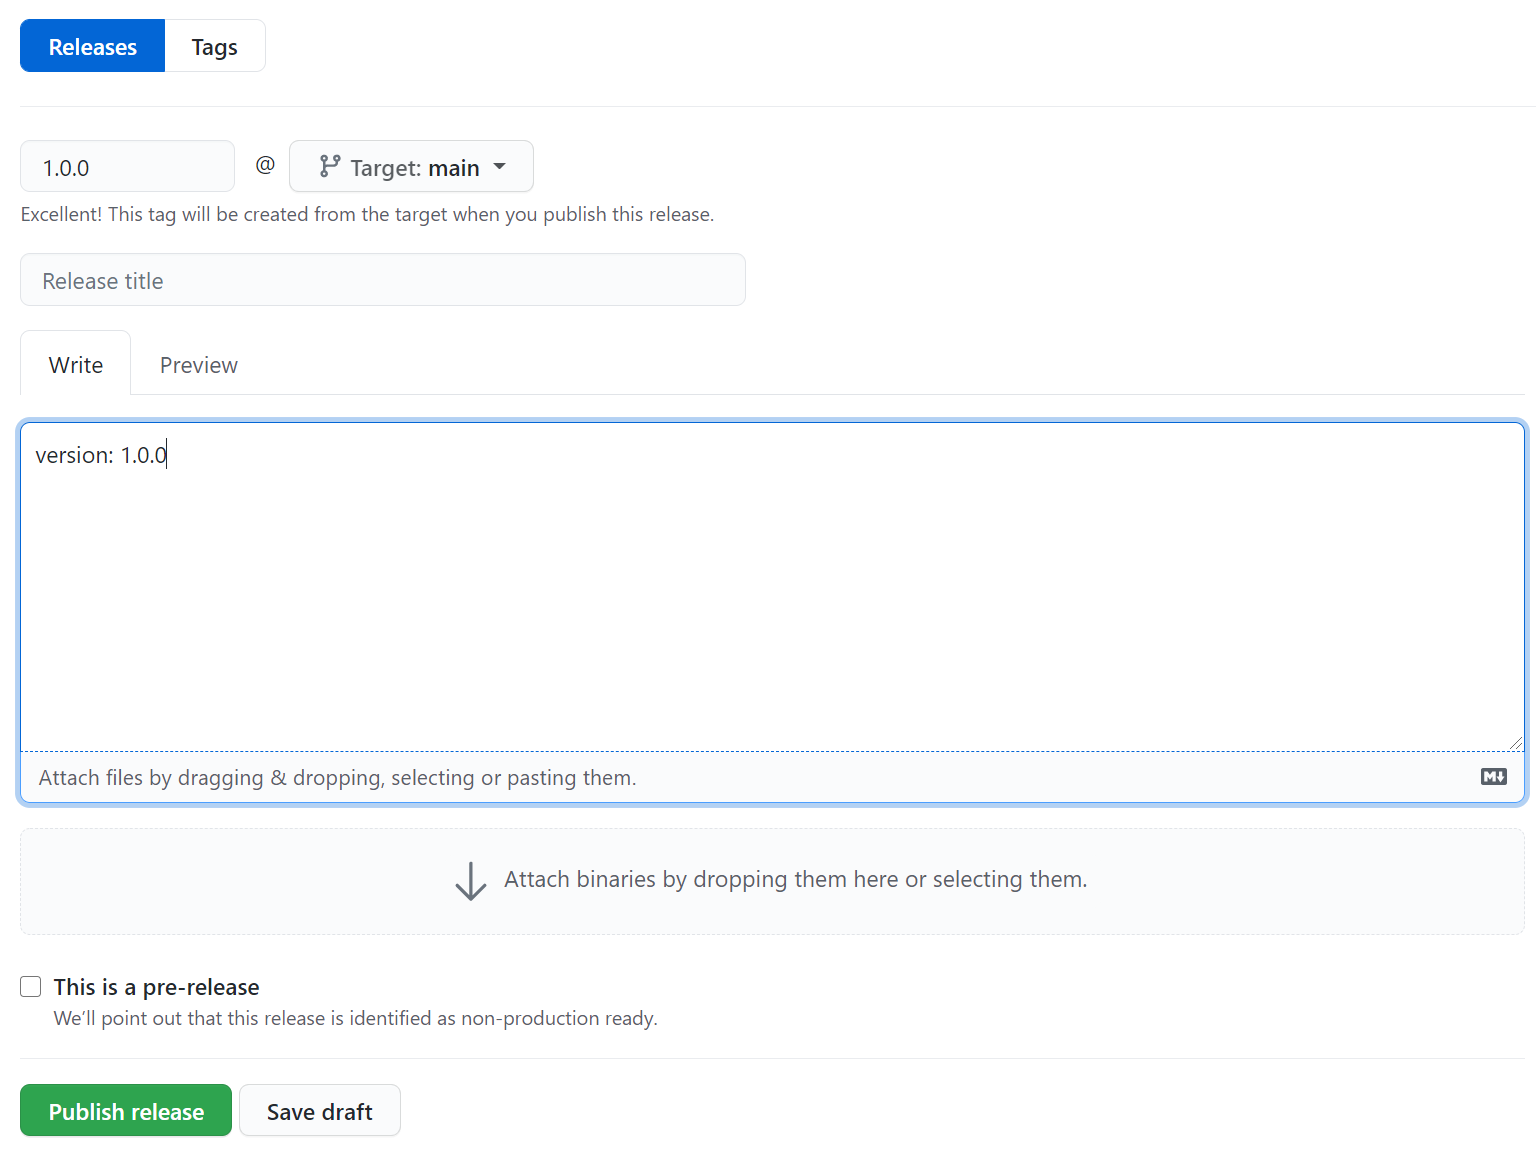 Releases Tags
1.0.0 @ Target: main
Excellent! This tag will be created from the target when you publish this release.
Release title
Write Preview
version: 1.0.0
Attach files by dragging & dropping, selecting or pasting them.
M
Attach binaries by dropping them here or selecting them.
This is a pre-release
We'll point out that this release is identified as non-production ready.
Publish release Save draft